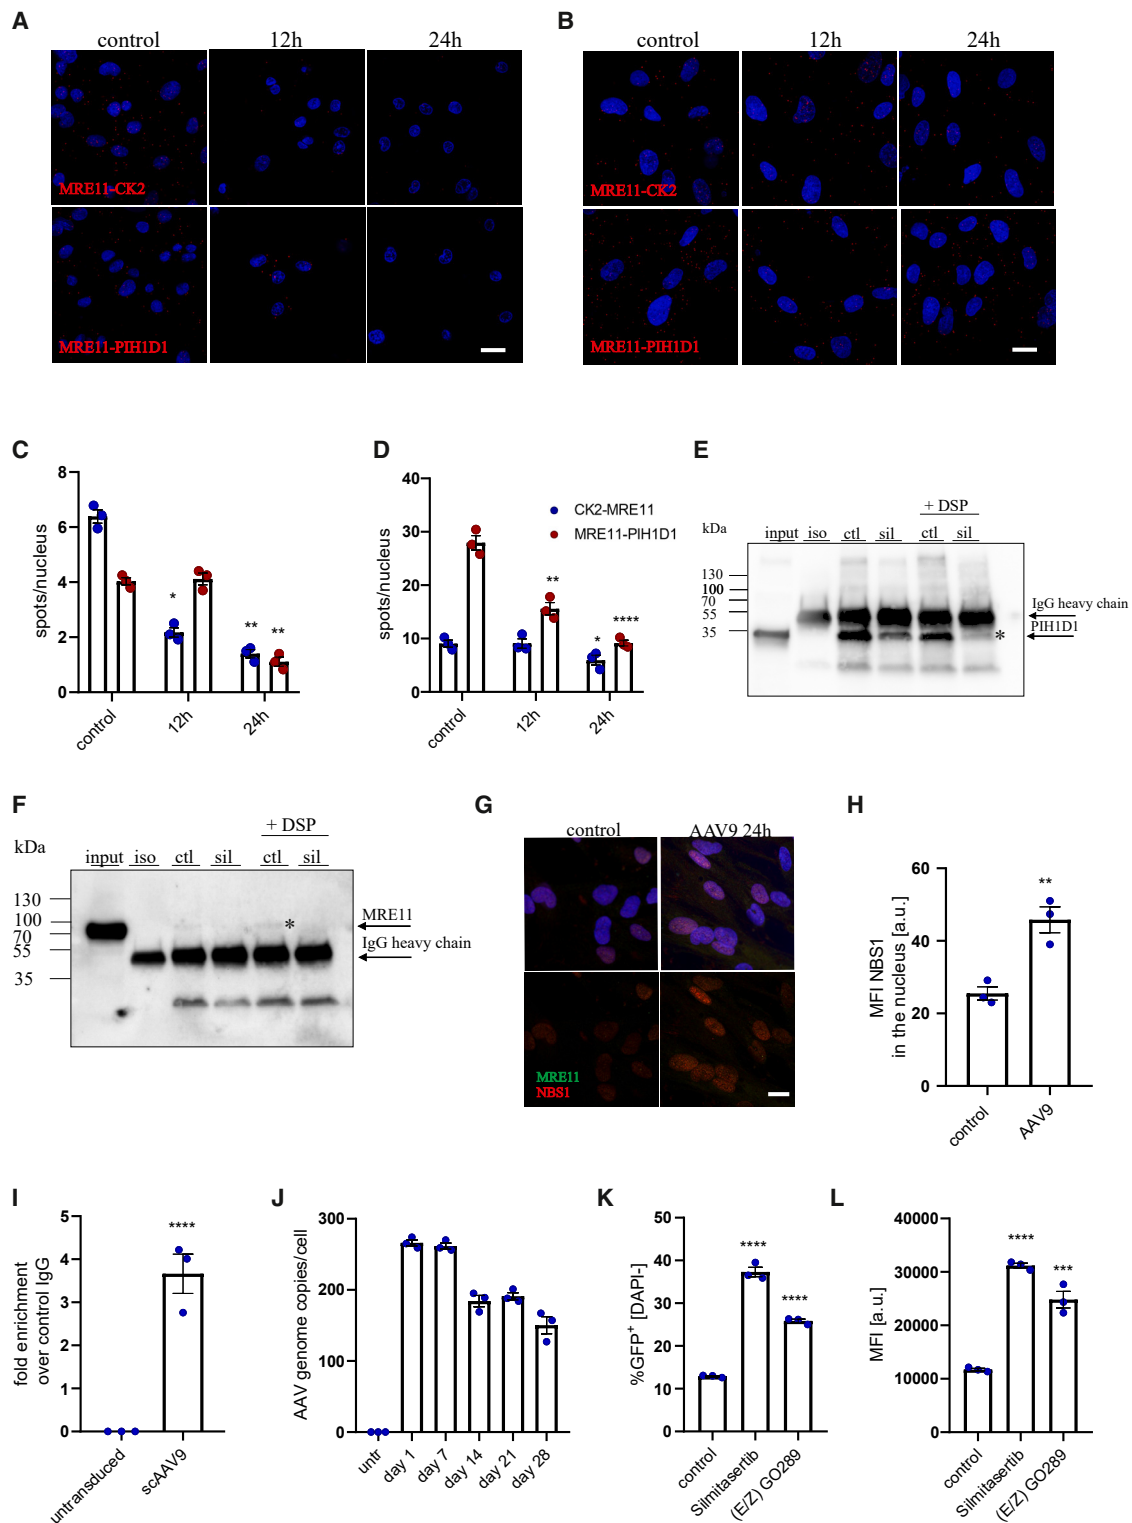 A
control
12h
24h
MRE11-CK2
MRE11-PIH1D1
B
control
12h
24h
MRE11-CK2
MRE11-PIH1D1
C
spots/nucleus
8
6
4
2
0
*
**
**
control
12h
24h
D
spots/nucleus
40
30
20
10
0
CK2-MRE11
MRE11-PIH1D1
**
*
****
control
12h
24h
E
+ DSP
kDa
input
iso
ctl
sil
ctl
sil
130
100
70
55
35
IgG heavy chain
PIH1D1
*
F
+ DSP
kDa
input
iso
ctl
sil
ctl
sil
130
100
70
55
35
MRE11
*
IgG heavy chain
G
control
AAV9 24h
MRE11
NBS1
H
MFI NBS1
in the nucleus [a.u.]
60
40
20
0
**
control
AAV9
I
fold enrichment
over control IgG
5
4
3
2
1
0
****
untransduced
scAAV9
J
AAV genome copies/cell
300
200
100
0
untr
day 1
day 7
day 14
day 21
day 28
K
%GFP+ [DAPI-]
50
40
30
20
10
0
****
****
control
Silmitasertib
(E/Z) GO289
L
MFI [a.u.]
40000
30000
20000
10000
0
****
***
control
Silmitasertib
(E/Z) GO289